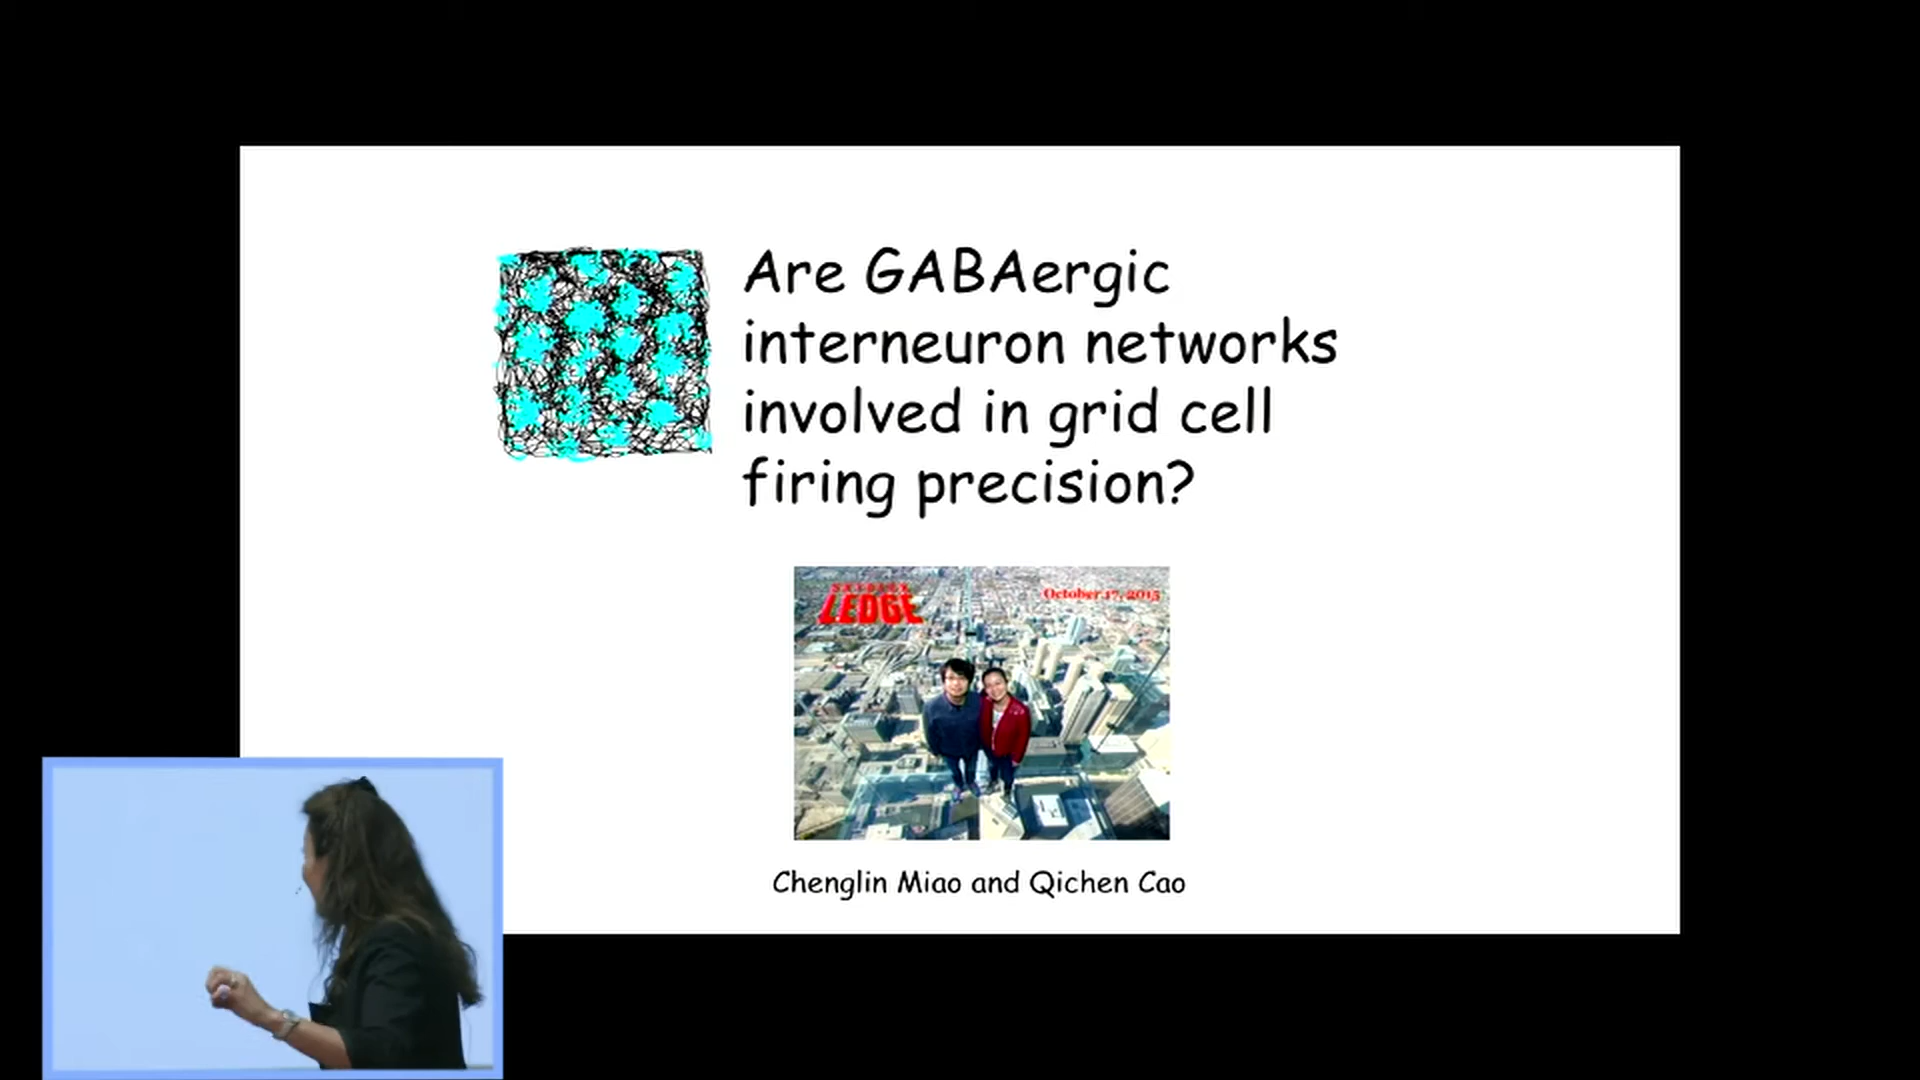 Are GABAergic
interneuron networks
involved in grid cell
firing precision?
SKYDECK
LEDGE
October 17, 2015
Chenglin Miao and Qichen Cao